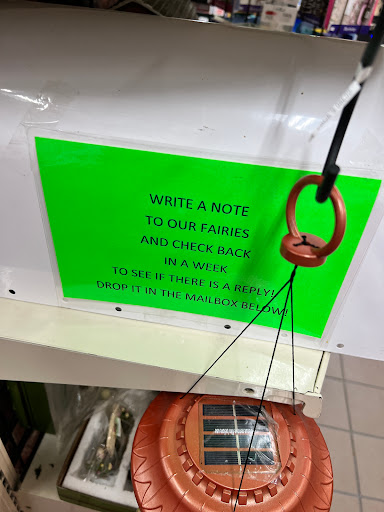 WRITE A NOTE
TO OUR FAIRIES
AND CHECK BACK
IN A WEEK
TO SEE IF THERE IS A REPLY!
DROP IT IN THE MAILBOX BELOW!